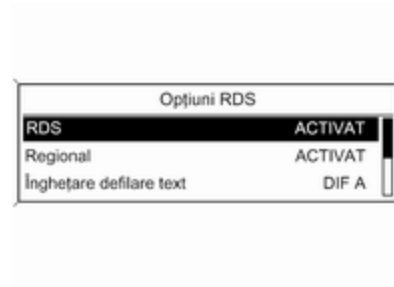 Opțiuni RDS
RDS ACTIVAT
Regional ACTIVAT
Înghețare defilare text DIF A